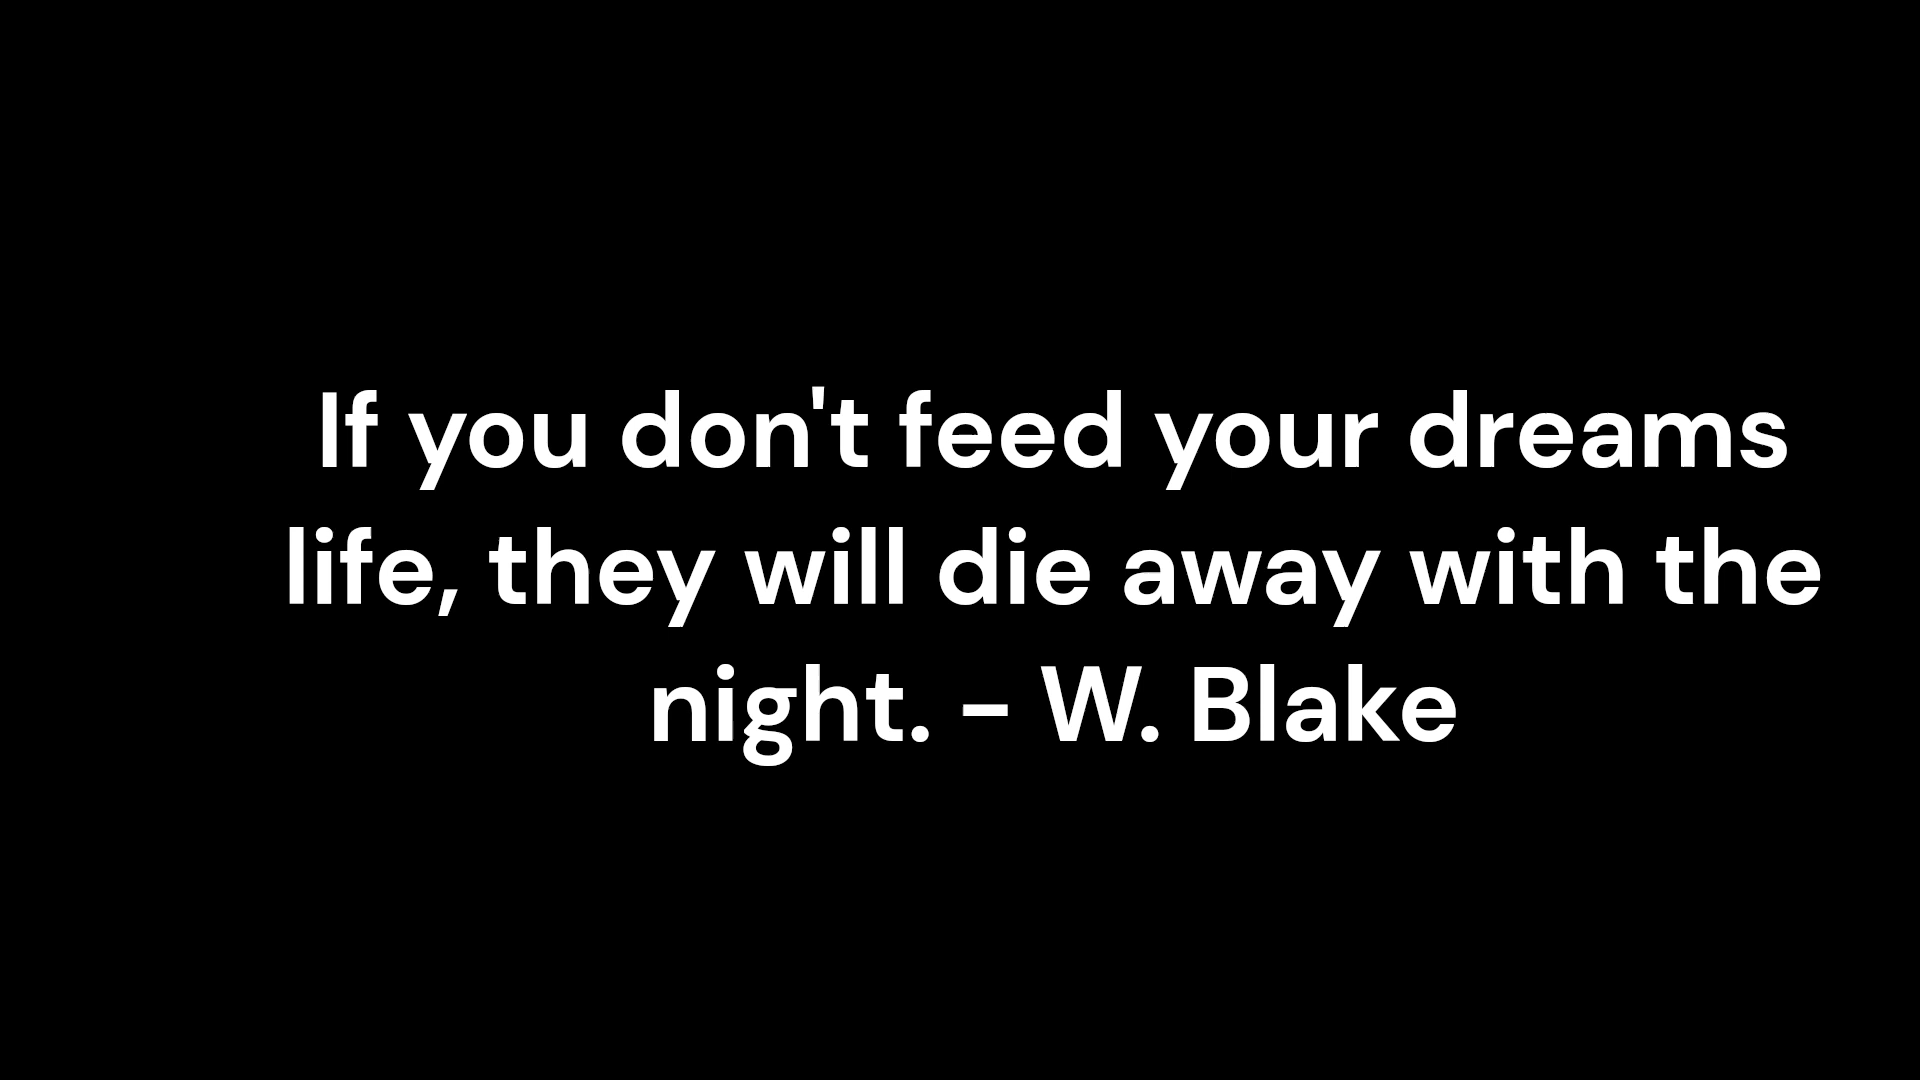 If you don't feed your dreams
life, they will die away with the
night. - W. Blake